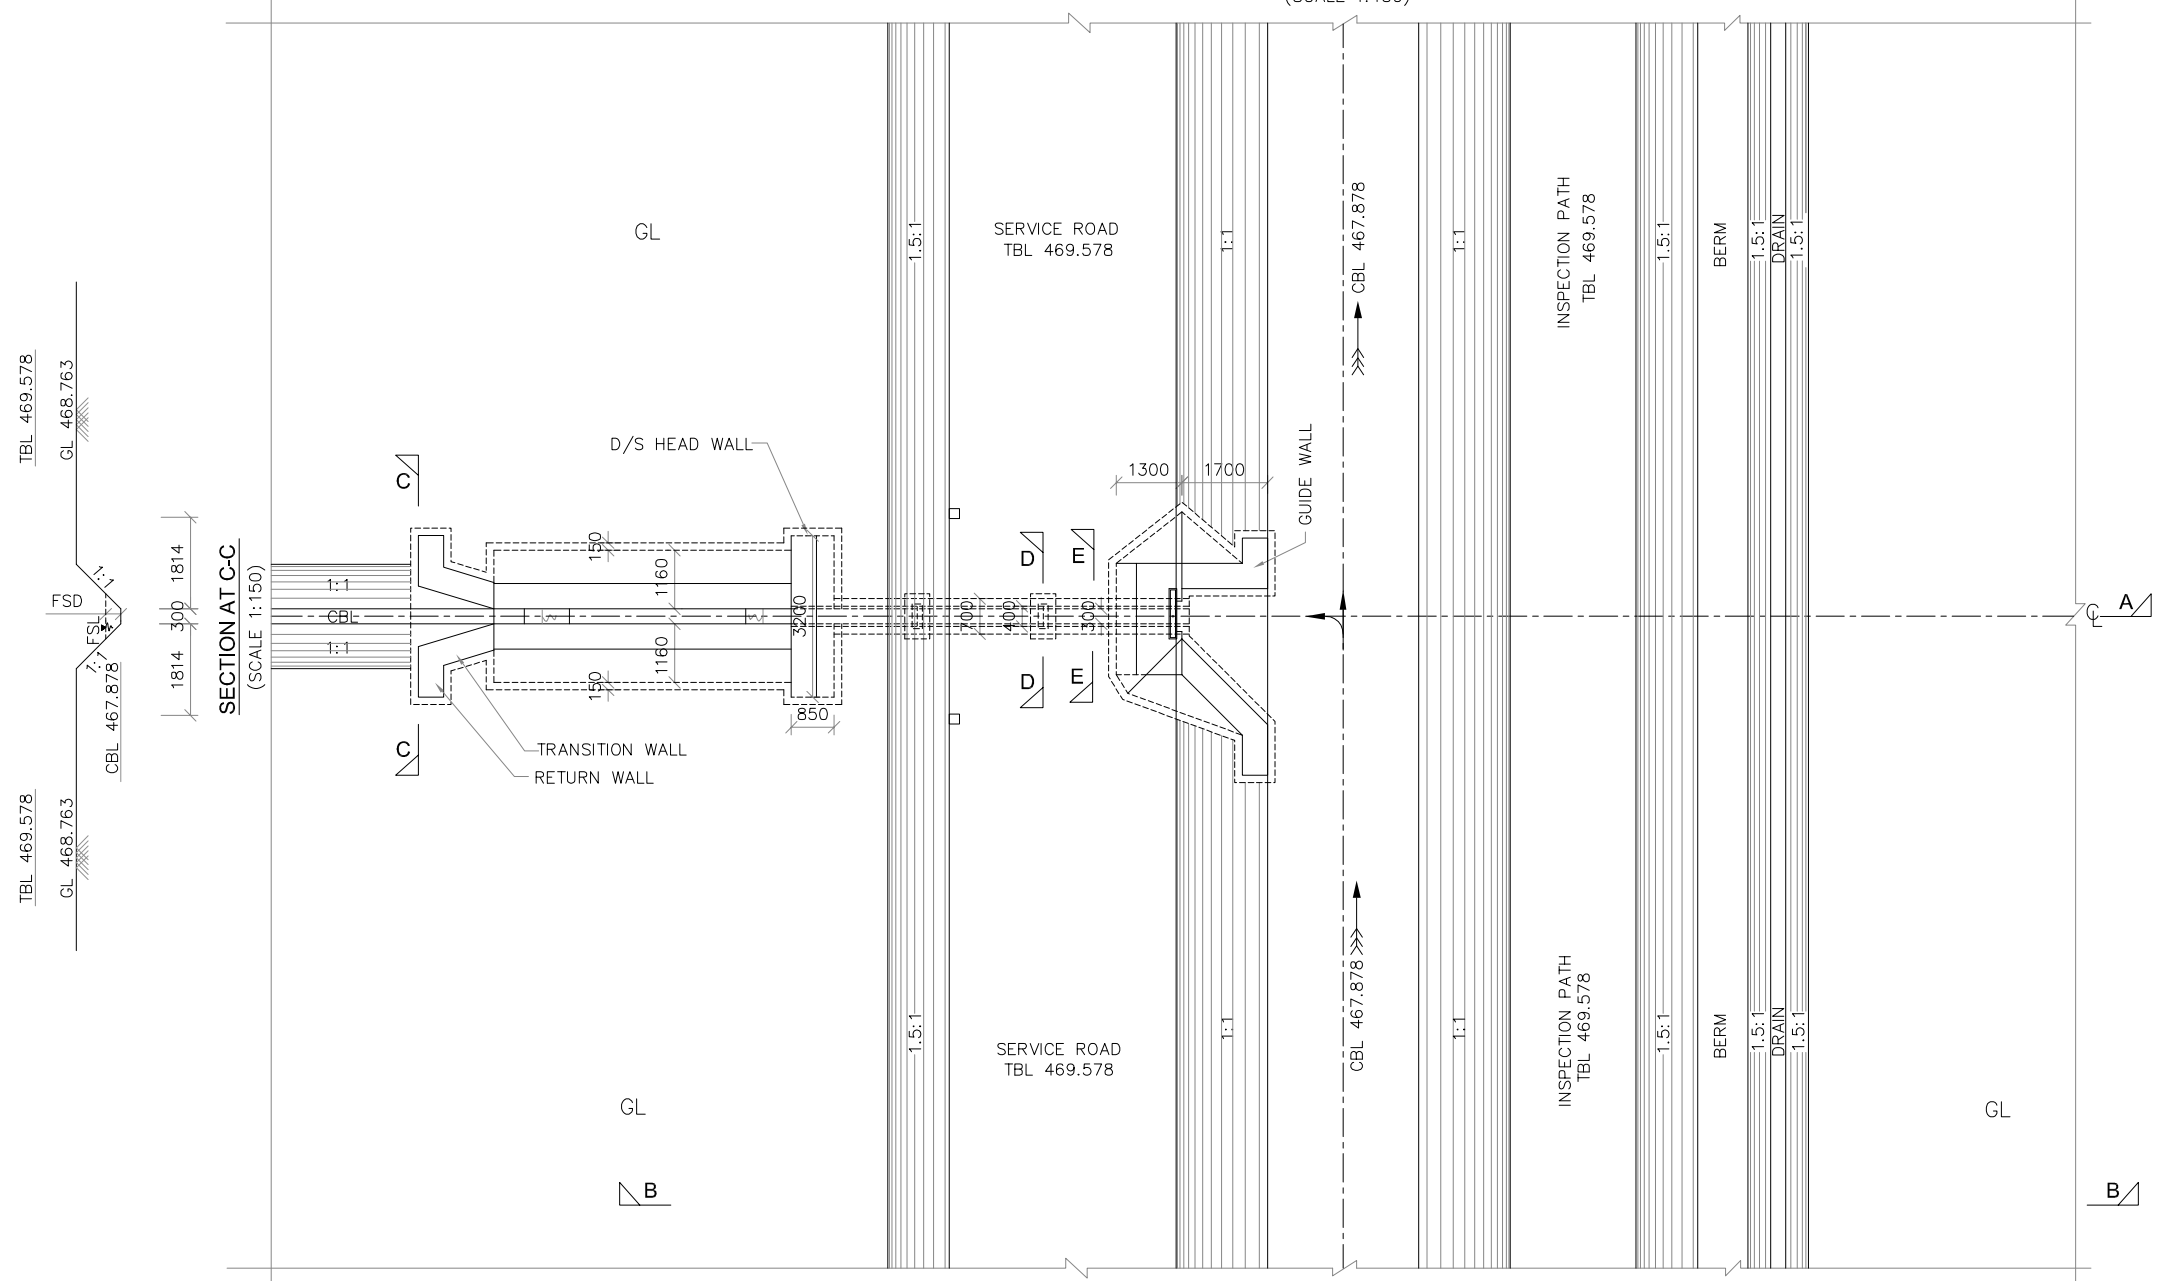 GL
1.5:1
SERVICE ROAD
TBL 469.578
1:1
CBL 467.878
1:1
INSPECTION PATH
TBL 469.578
1.5:1
BERM
1.5:1
DRAIN
1.5:1
TBL 469.578
GL 468.763
C
D/S HEAD WALL
1300
1700
GUIDE WALL
1814
300
1814
SECTION AT C-C
(SCALE 1:150)
1:1
FSD
FSL
1:1
CBL 467.878
1:1
CBL
1:1
150
1160
3200
1160
150
850
D
E
700
400
300
D
E
A
C
L
C
TRANSITION WALL
RETURN WALL
TBL 469.578
GL 468.763
1.5:1
SERVICE ROAD
TBL 469.578
1:1
CBL 467.878
1:1
INSPECTION PATH
TBL 469.578
1.5:1
BERM
1.5:1
DRAIN
1.5:1
GL
GL
B
B